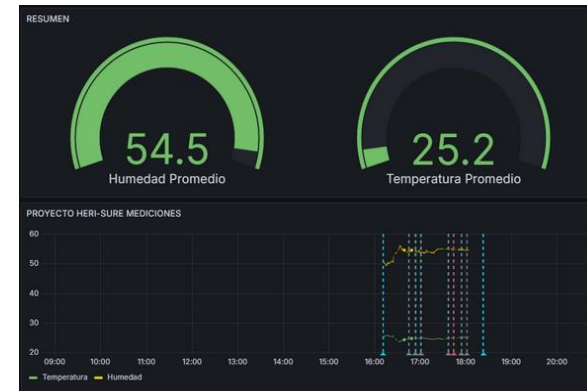 RESUMEN
54.5
Humedad Promedio
25.2
Temperatura Promedio
PROYECTO HERI-SURE MEDICIONES
60
50
40
30
20
09:00 10:00 11:00 12:00 13:00 14:00 15:00 16:00 17:00 18:00 19:00 20:00
Temperatura Humedad